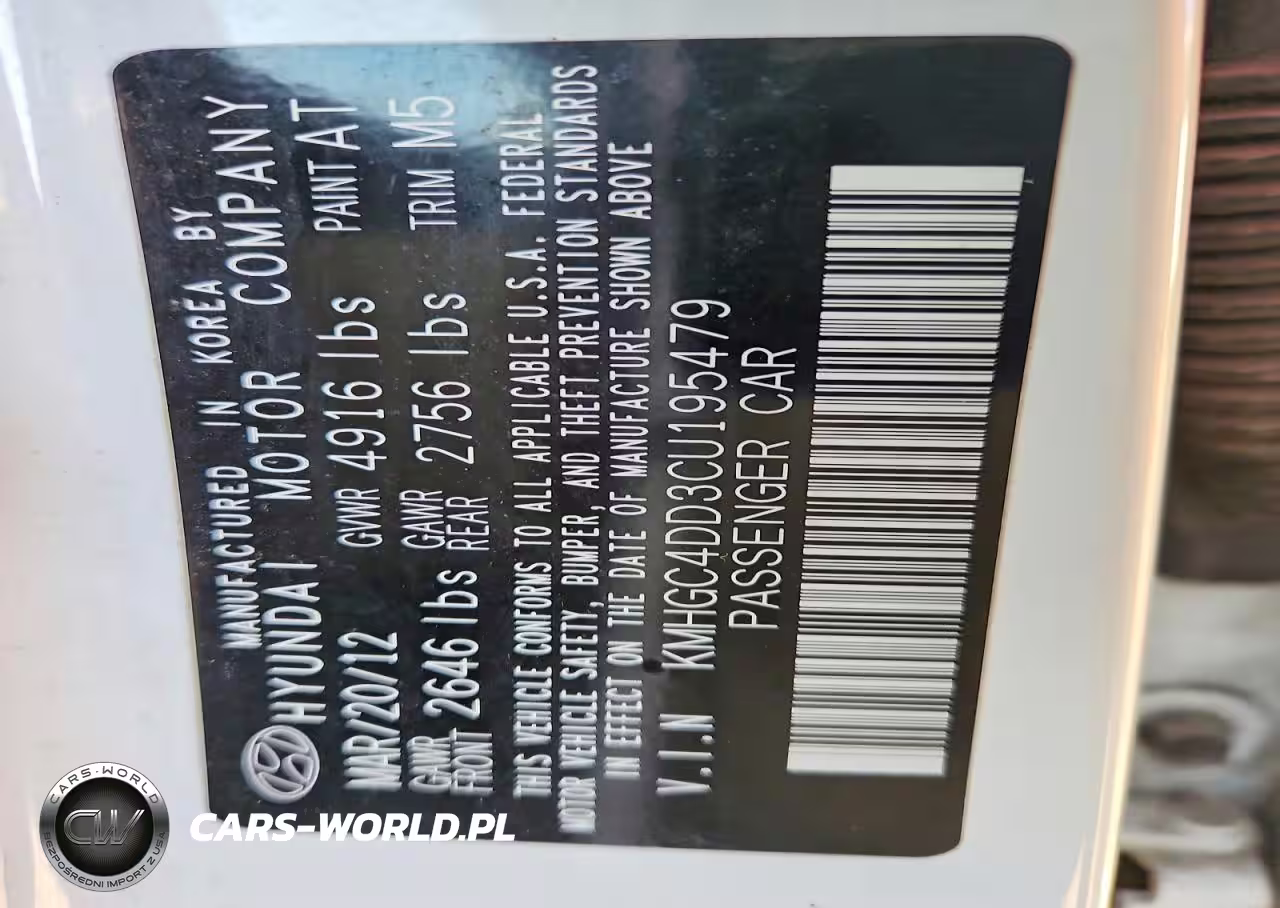 MANUFACTURED IN KOREA BY
HYUNDAI MOTOR COMPANY
MAR/20/12 GVWR 4916 lbs PAINT AT
GAWR FRONT 2646 lbs GAWR REAR 2756 lbs TRIM M5
THIS VEHICLE CONFORMS TO ALL APPLICABLE U.S.A. FEDERAL
MOTOR VEHICLE SAFETY, BUMPER, AND THEFT PREVENTION STANDARDS
IN EFFECT ON THE DATE OF MANUFACTURE SHOWN ABOVE
V.I.N KMHGC4DD3CU195479
PASSENGER CAR
CARS-WORLD
CW
BEZPOŚREDNI IMPORT Z USA
CARS-WORLD.PL